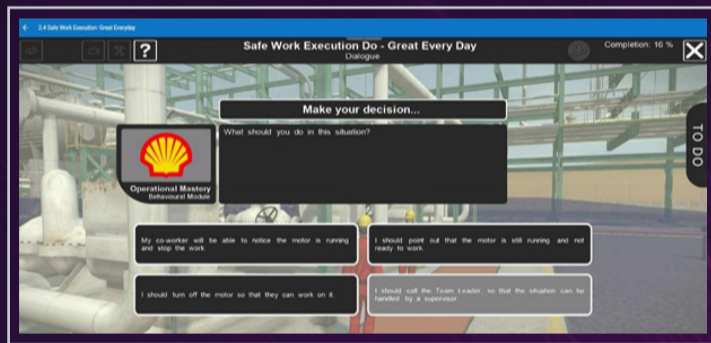 2.4 Safe Work Execution: Great Everyday
?
Safe Work Execution Do - Great Every Day
Dialogue
Completion: 16 %
X
Make your decision...
What should you do in this situation?
TO DO
Operational Mastery
Behavioural Module
My co-worker will be able to notice the motor is running
and stop the work.
I should point out that the motor is still running and not
ready to work.
I should turn off the motor so that they can work on it.
I should call the Team Leader, so that the situation can be
handled by a supervisor.